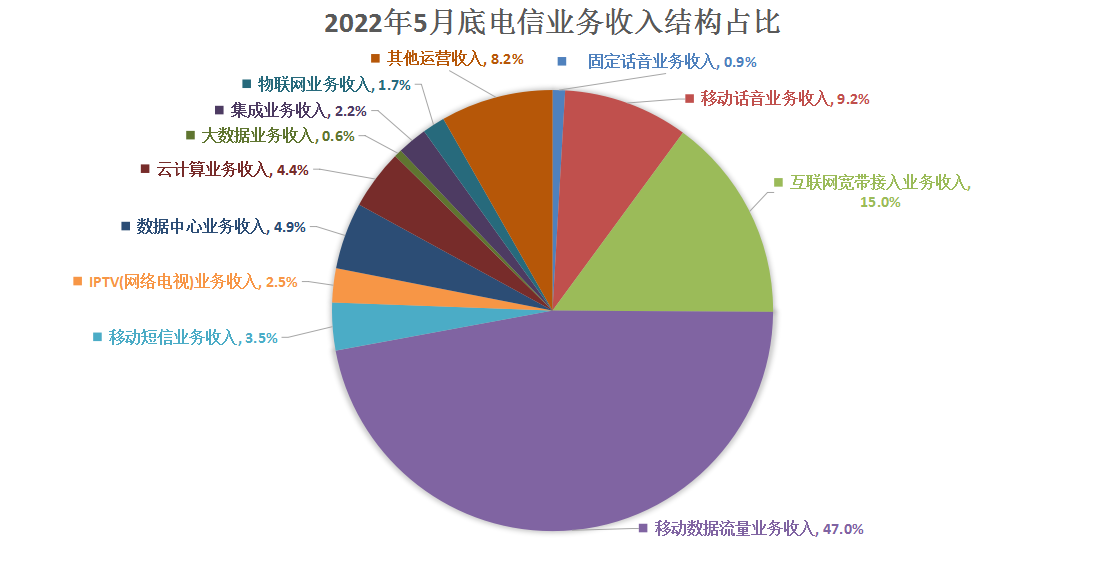 2022年5月底电信业务收入结构占比
其他运营收入, 8.2%
固定话音业务收入, 0.9%
物联网业务收入, 1.7%
移动话音业务收入, 9.2%
集成业务收入, 2.2%
大数据业务收入, 0.6%
云计算业务收入, 4.4%
互联网宽带接入业务收入,
15.0%
数据中心业务收入, 4.9%
IPTV(网络电视)业务收入, 2.5%
移动短信业务收入, 3.5%
移动数据流量业务收入, 47.0%